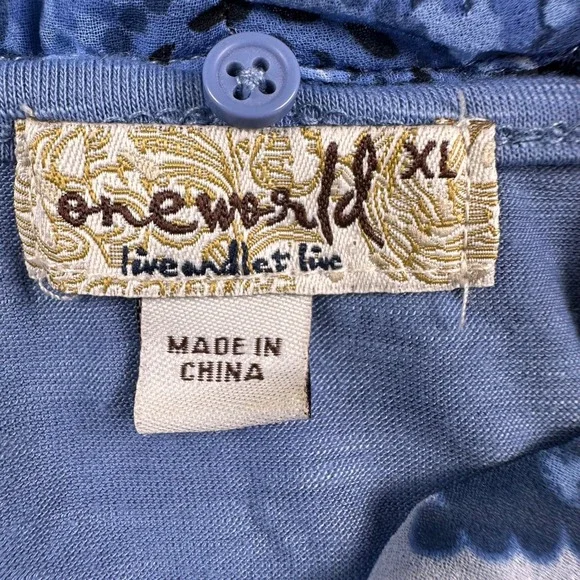 oneworld XL
live and let live
MADE IN
CHINA